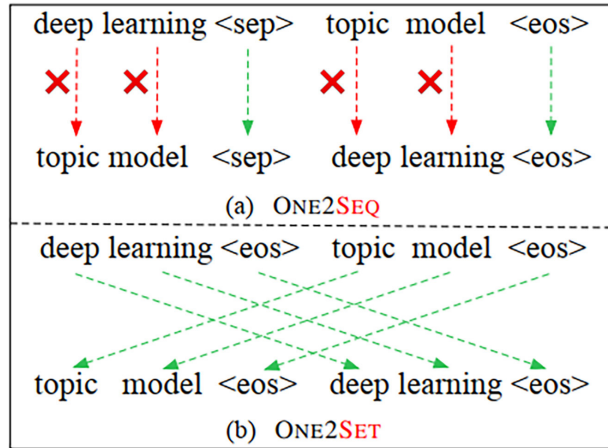 deep learning <sep> topic model <eos>
topic model <sep> deep learning <eos>
(a) ONE2SEQ
deep learning <eos> topic model <eos>
topic model <eos> deep learning <eos>
(b) ONE2SET